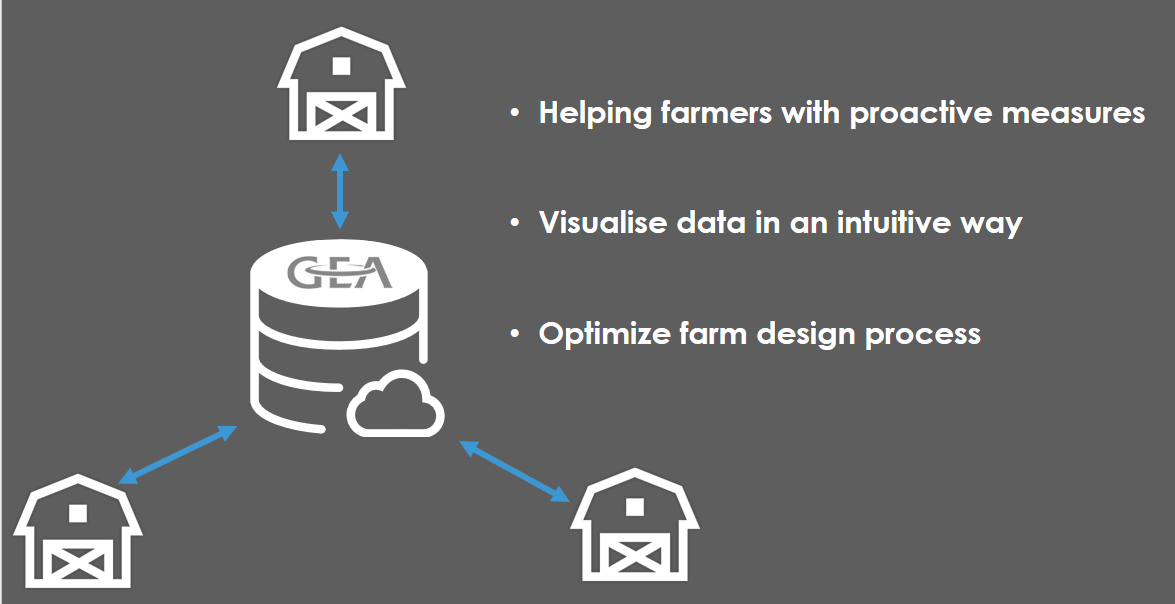 GEA
• Helping farmers with proactive measures
• Visualise data in an intuitive way
• Optimize farm design process